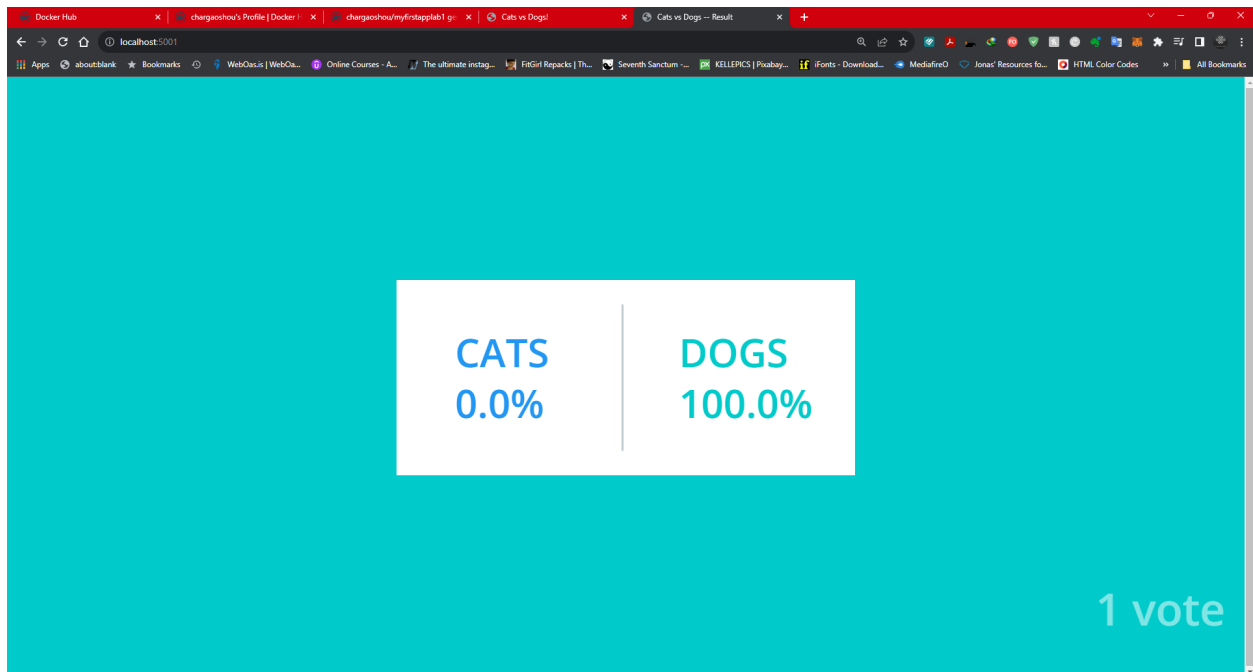 Docker Hub
chargaoshou's Profile | Docker H
chargaoshou/myfirstapplab1 ge
Cats vs Dogs!
Cats vs Dogs — Result
localhost:5001
Apps
about:blank
Bookmarks
WebOas.is | WebOa...
Online Courses - A...
The ultimate instag...
FitGirl Repacks | Th...
Seventh Sanctum -...
KELLEPICS | Pixabay...
iFonts - Download...
MediafireO
Jonas' Resources fo...
HTML Color Codes
»
All Bookmarks
CATS
0.0%
DOGS
100.0%
1 vote